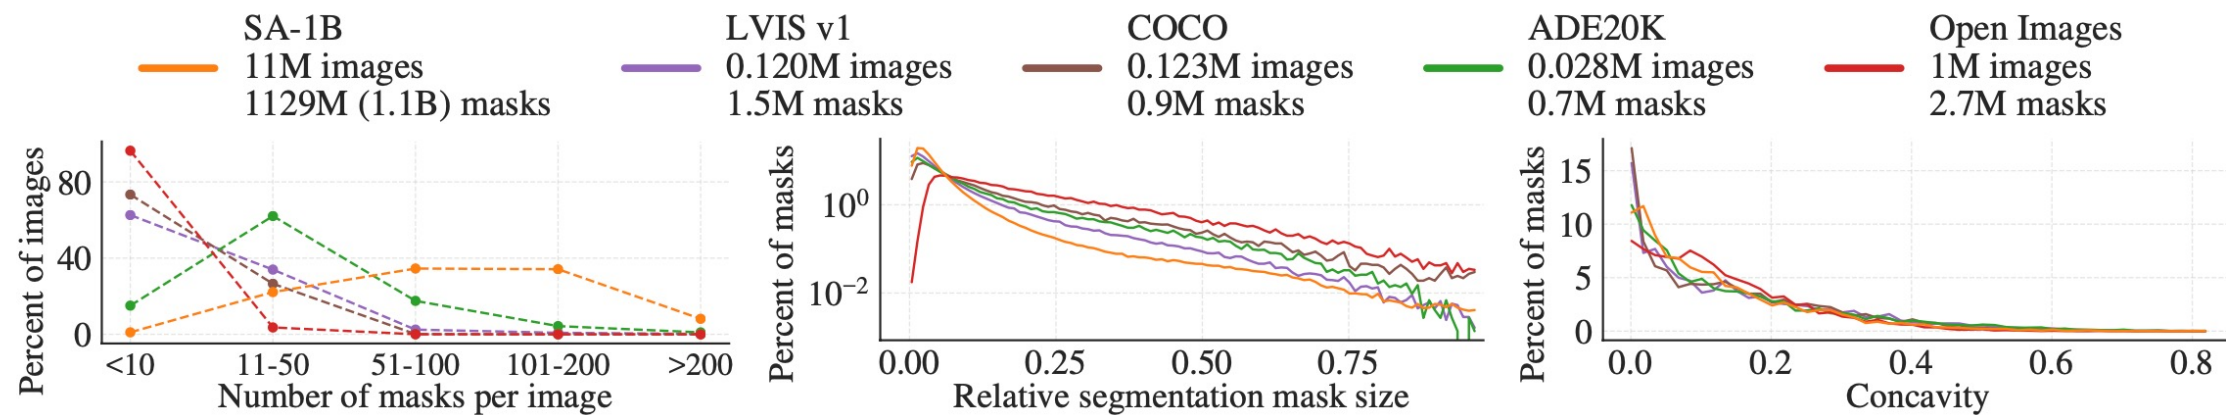 SA-1B
11M images
1129M (1.1B) masks
LVIS v1
0.120M images
1.5M masks
COCO
0.123M images
0.9M masks
ADE20K
0.028M images
0.7M masks
Open Images
1M images
2.7M masks
Percent of images
80
40
0
<10
11-50
51-100
101-200
>200
Number of masks per image
Percent of masks
10⁰
10⁻²
0.00
0.25
0.50
0.75
Relative segmentation mask size
Percent of masks
15
10
5
0
0.0
0.2
0.4
0.6
0.8
Concavity